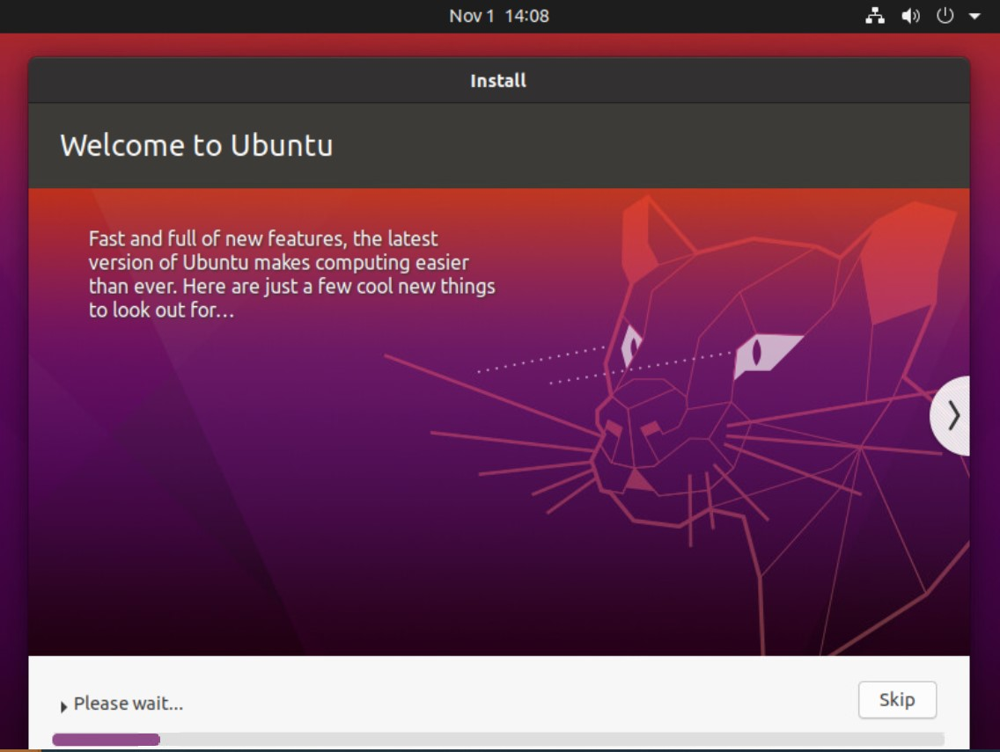 Nov 1 14:08
Install
Welcome to Ubuntu
Fast and full of new features, the latest
version of Ubuntu makes computing easier
than ever. Here are just a few cool new things
to look out for...
Please wait...
Skip